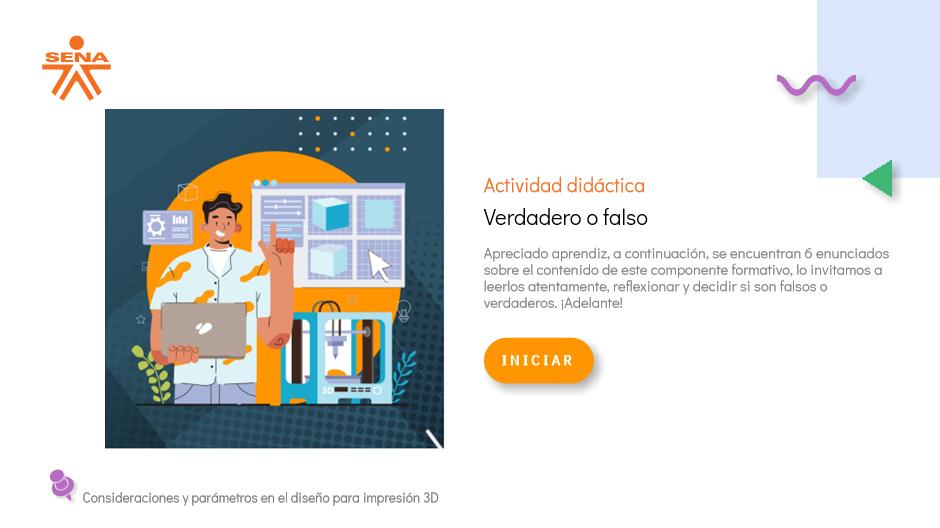 SENA
Actividad didáctica
Verdadero o falso
Apreciado aprendiz, a continuación, se encuentran 6 enunciados
sobre el contenido de este componente formativo, lo invitamos a
leerlos atentamente, reflexionar y decidir si son falsos o
verdaderos. ¡Adelante!
INICIAR
3D
Consideraciones y parámetros en el diseño para impresión 3D